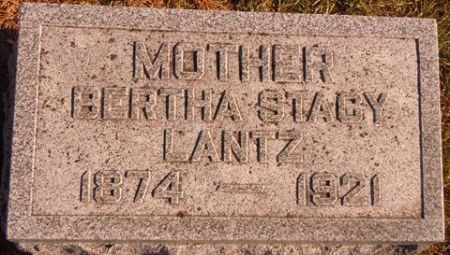 MOTHER
BERTHA STACY
LANTZ
1874 — 1921